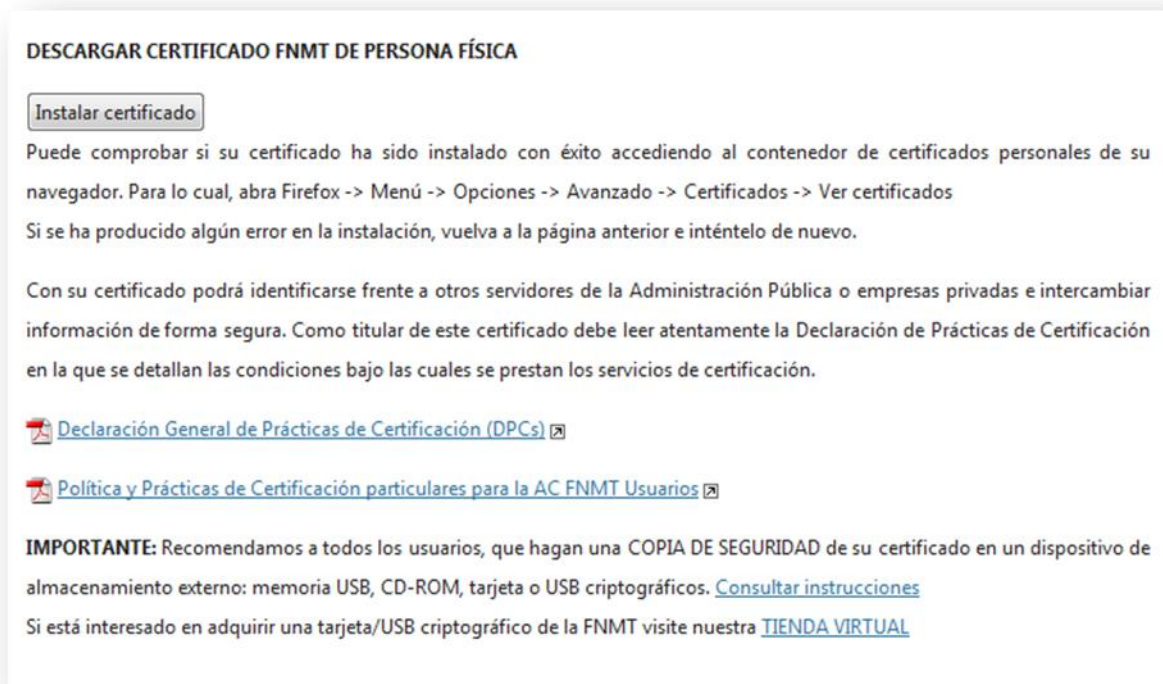 DESCARGAR CERTIFICADO FNMT DE PERSONA FÍSICA
Instalar certificado
Puede comprobar si su certificado ha sido instalado con éxito accediendo al contenedor de certificados personales de su
navegador. Para lo cual, abra Firefox -> Menú -> Opciones -> Avanzado -> Certificados -> Ver certificados
Si se ha producido algún error en la instalación, vuelva a la página anterior e inténtelo de nuevo.
Con su certificado podrá identificarse frente a otros servidores de la Administración Pública o empresas privadas e intercambiar
información de forma segura. Como titular de este certificado debe leer atentamente la Declaración de Prácticas de Certificación
en la que se detallan las condiciones bajo las cuales se prestan los servicios de certificación.
Declaración General de Prácticas de Certificación (DPCs)
Política y Prácticas de Certificación particulares para la AC FNMT Usuarios
IMPORTANTE: Recomendamos a todos los usuarios, que hagan una COPIA DE SEGURIDAD de su certificado en un dispositivo de
almacenamiento externo: memoria USB, CD-ROM, tarjeta o USB criptográficos. Consultar instrucciones
Si está interesado en adquirir una tarjeta/USB criptográfico de la FNMT visite nuestra TIENDA VIRTUAL